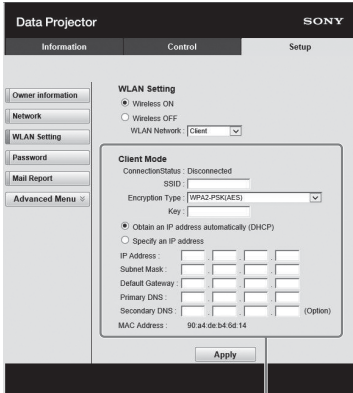 Data Projector
SONY
Information
Control
Setup
Owner information
Network
WLAN Setting
Password
Mail Report
Advanced Menu
WLAN Setting
Wireless ON
Wireless OFF
WLAN Network : Client
Client Mode
ConnectionStatus : Disconnected
SSID :
Encryption Type : WPA2-PSK(AES)
Key :
Obtain an IP address automatically (DHCP)
Specify an IP address
IP Address : . . .
Subnet Mask : . . .
Default Gateway : . . .
Primary DNS : . . .
Secondary DNS : . . . (Option)
MAC Address : 90:a4:de:b4:6d:14
Apply